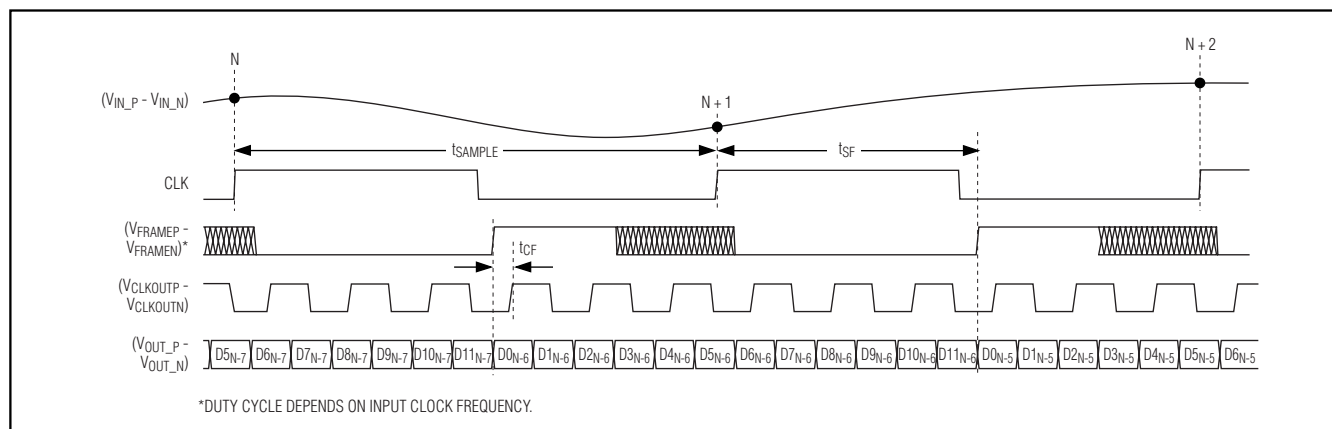 N
N + 1
N + 2
(VIN_P - VIN_N)
tSAMPLE
tSF
CLK
(VFRAMEP -
VFRAMEN)*
tCF
(VCLKOUTP -
VCLKOUTN)
(VOUT_P -
VOUT_N)
D5N-7 D6N-7 D7N-7 D8N-7 D9N-7 D10N-7 D11N-7 D0N-6 D1N-6 D2N-6 D3N-6 D4N-6 D5N-6 D6N-6 D7N-6 D8N-6 D9N-6 D10N-6 D11N-6 D0N-5 D1N-5 D2N-5 D3N-5 D4N-5 D5N-5 D6N-5
*DUTY CYCLE DEPENDS ON INPUT CLOCK FREQUENCY.